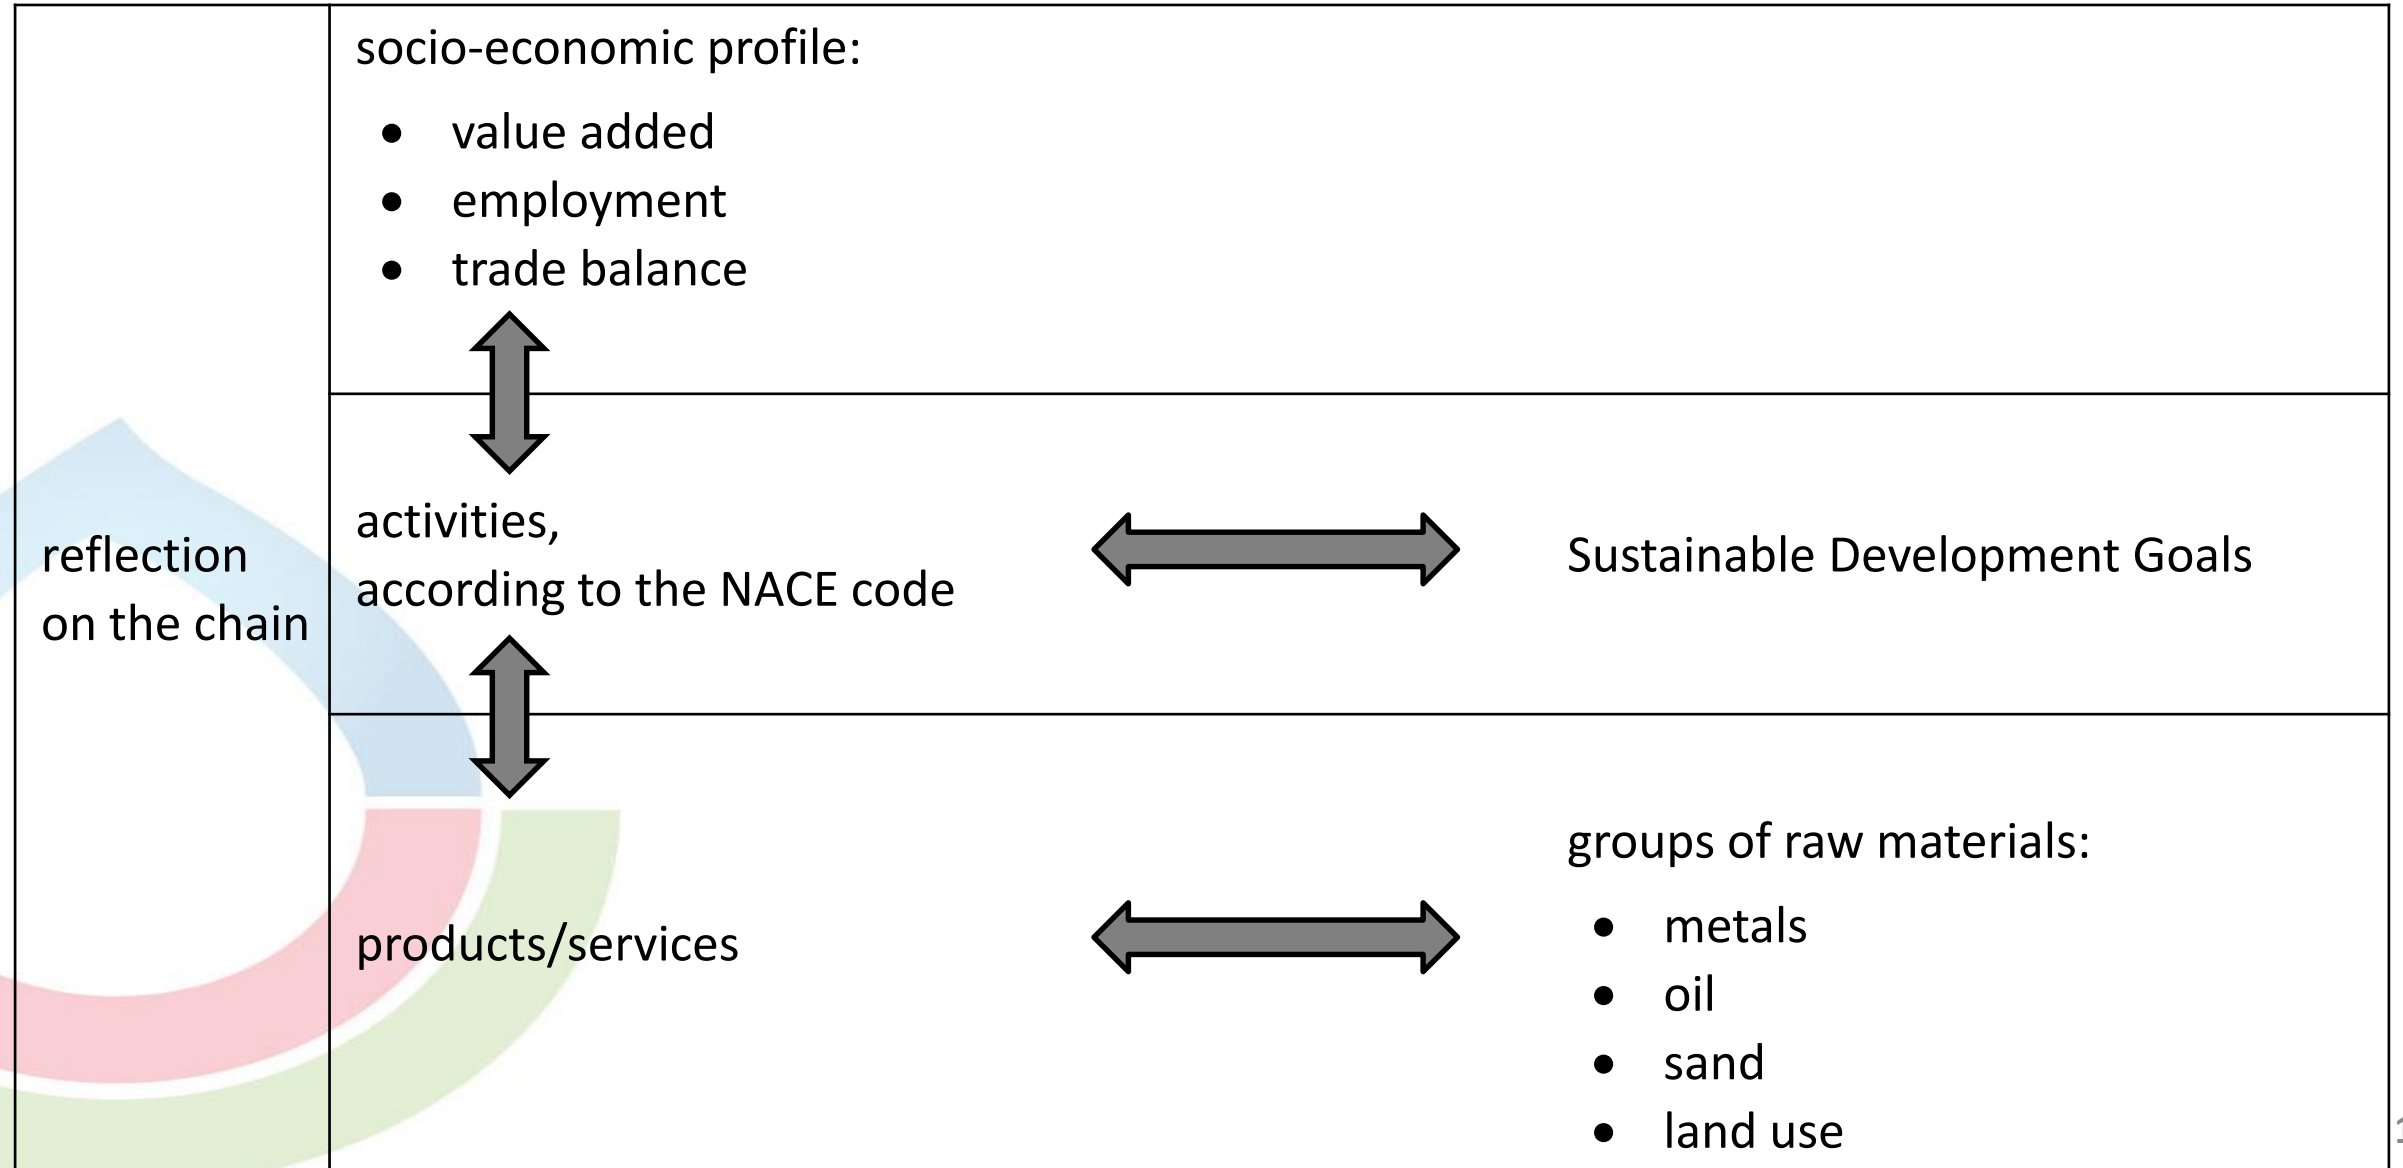 socio-economic profile:
• value added
• employment
• trade balance
reflection
on the chain
activities,
according to the NACE code
Sustainable Development Goals
products/services
groups of raw materials:
• metals
• oil
• sand
• land use